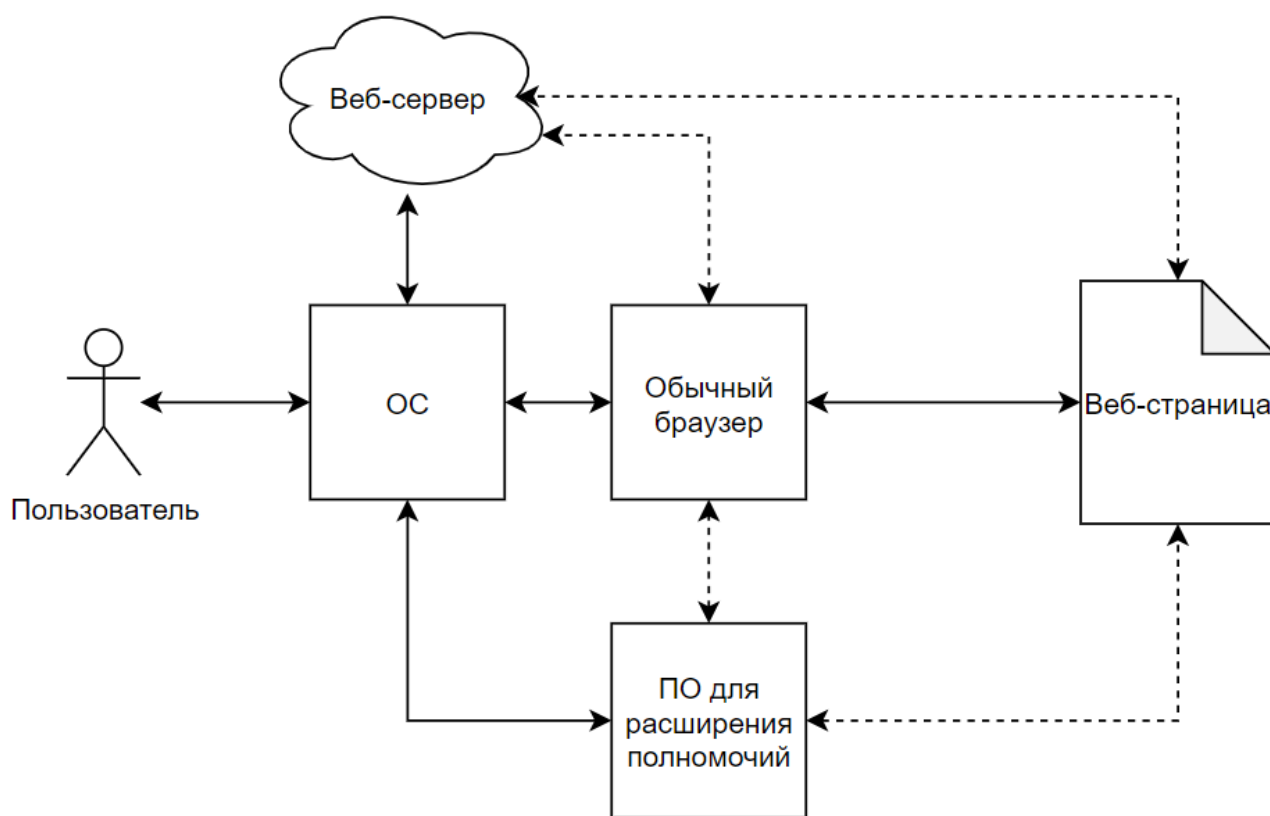 Веб-сервер
ОС
Обычный
браузер
Веб-страница
Пользователь
ПО для
расширения
полномочий